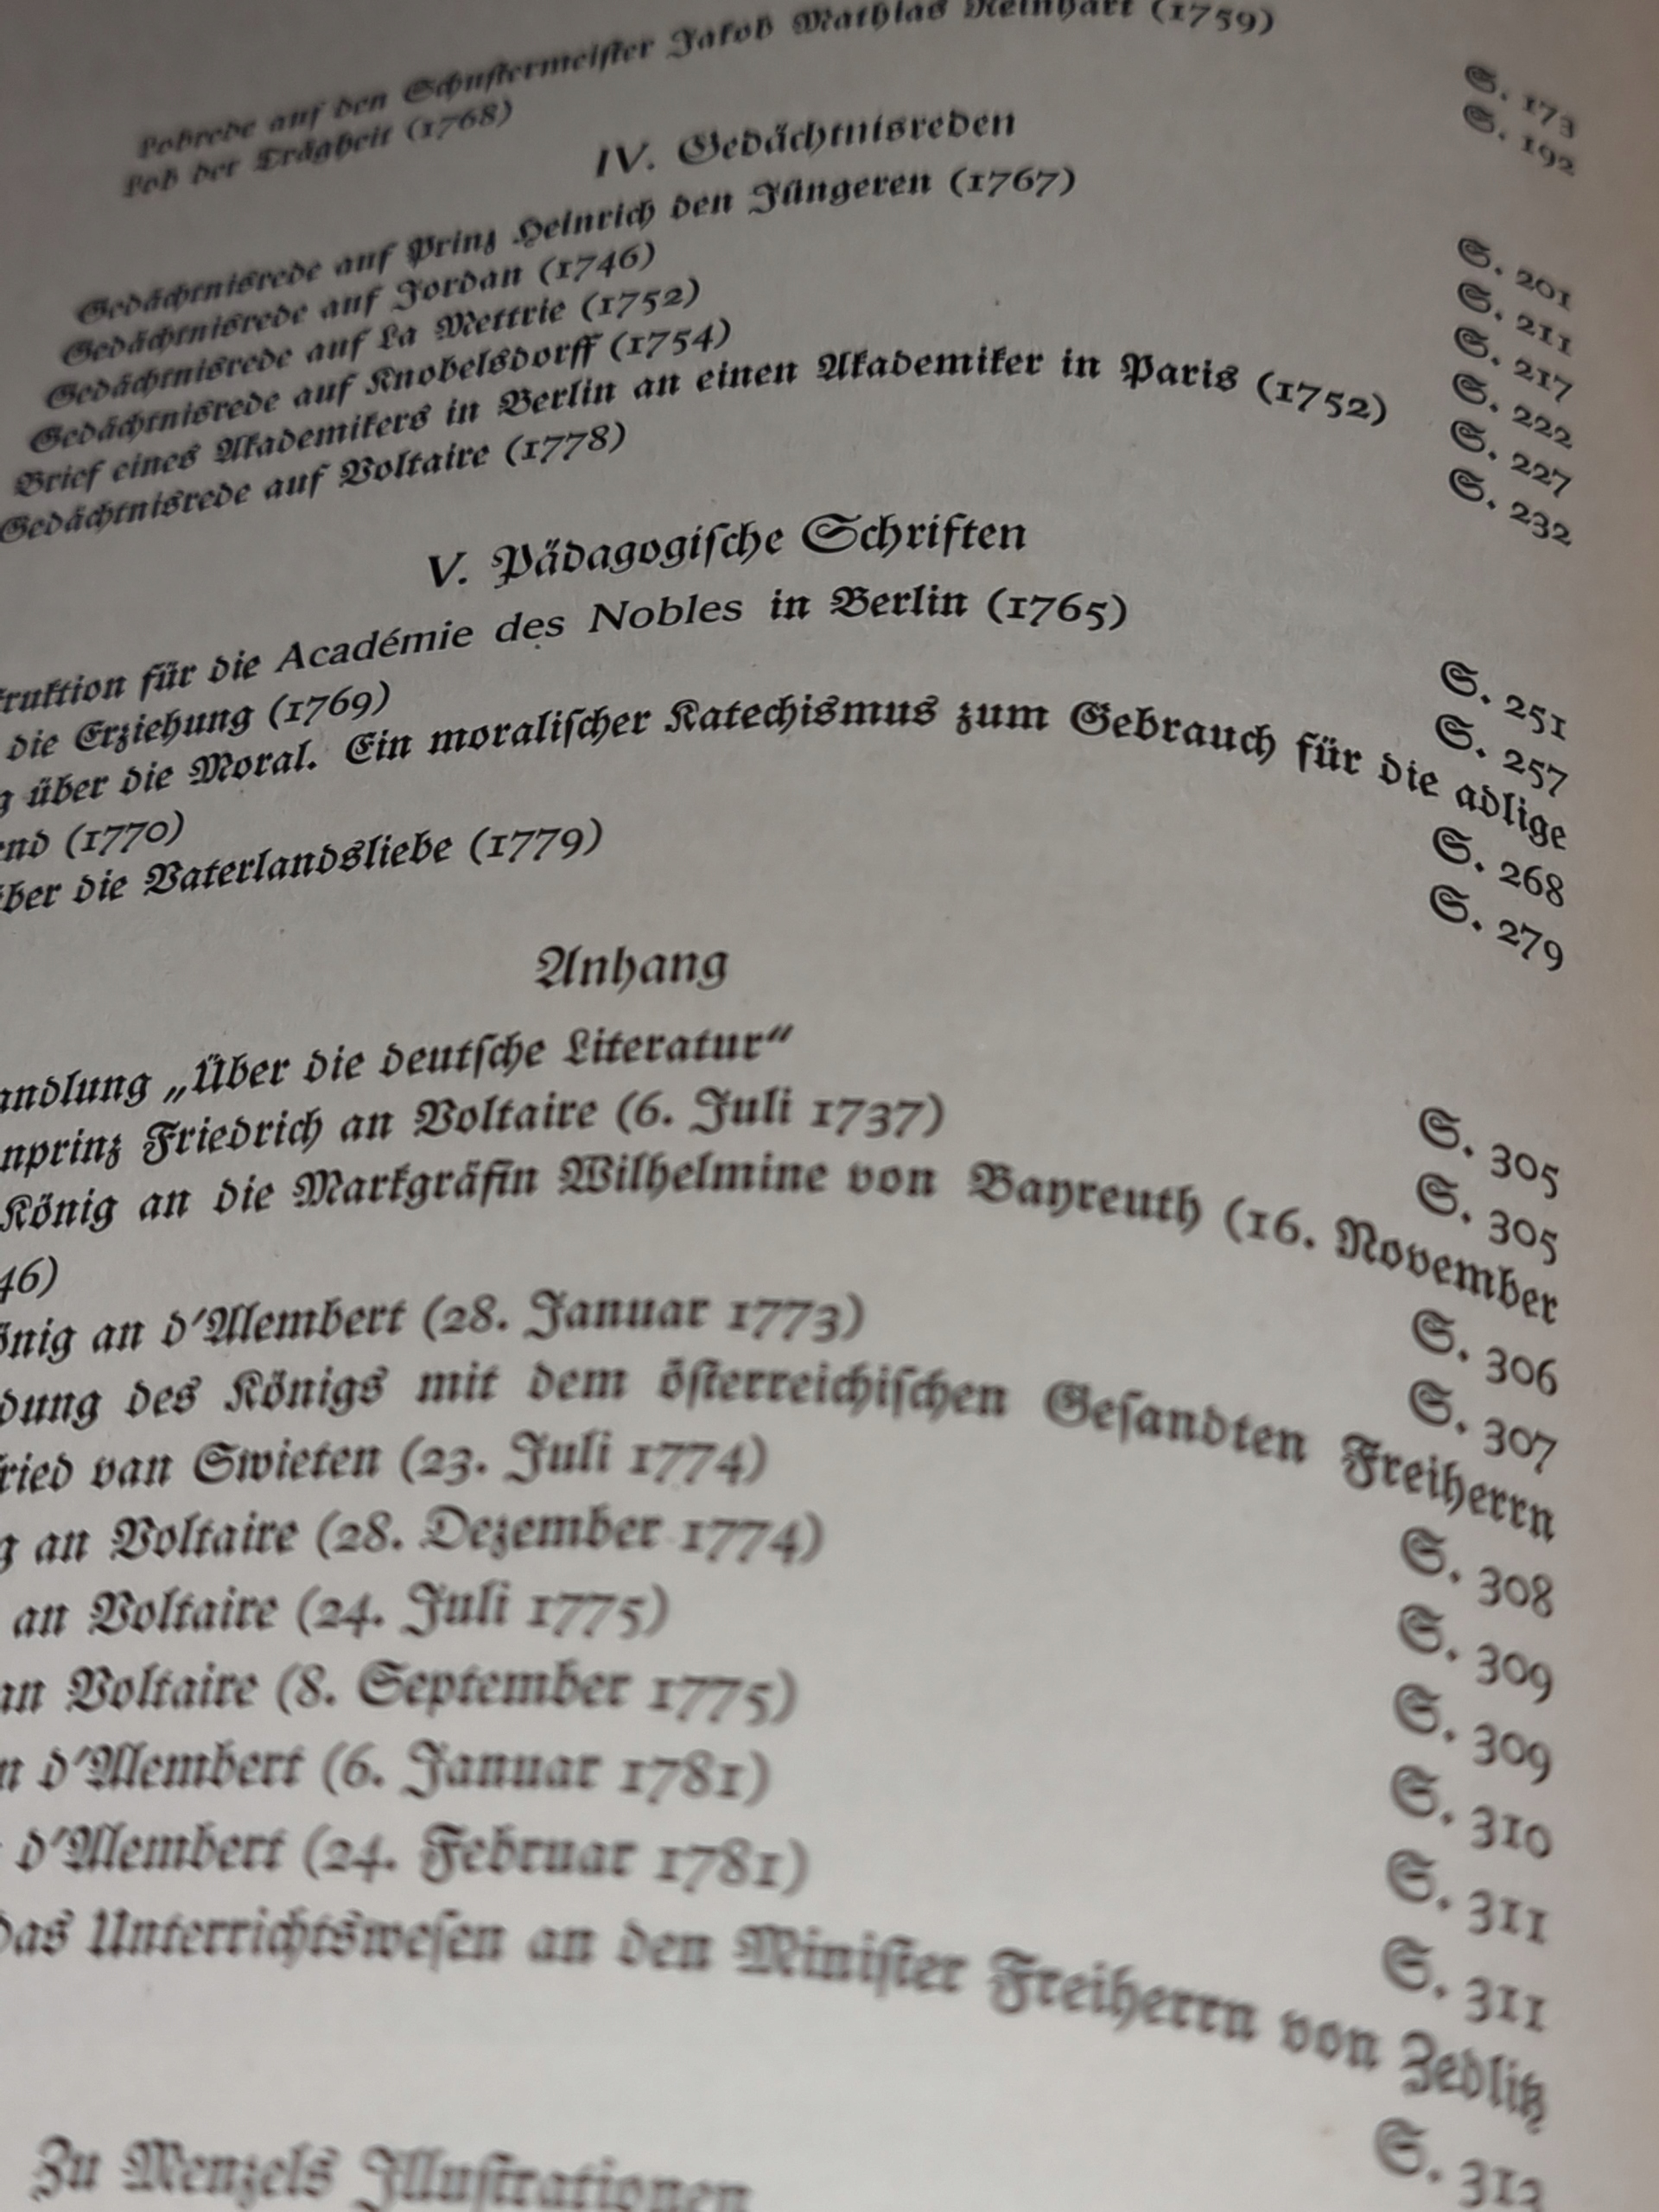 Lobrede auf den Schustermeister Jakob Mathias Reinhart (1759) S. 173
Lob der Trägheit (1768) S. 192
IV. Gedächtnisreden
Gedächtnisrede auf Prinz Heinrich den Jüngeren (1767) S. 201
Gedächtnisrede auf Jordan (1746) S. 211
Gedächtnisrede auf La Mettrie (1752) S. 217
Gedächtnisrede auf Knobelsdorff (1754) S. 222
Brief eines Akademikers in Berlin an einen Akademiker in Paris (1752) S. 227
Gedächtnisrede auf Voltaire (1778) S. 232
V. Pädagogiſche Schriften
truktion für die Académie des Nobles in Berlin (1765) S. 251
die Erziehung (1769) S. 257
g über die Moral. Ein moraliſcher Katechismus zum Gebrauch für die adlige
end (1770) S. 268
über die Vaterlandsliebe (1779) S. 279
Anhang
andlung „Über die deutſche Literatur“ S. 305
nprinz Friedrich an Voltaire (6. Juli 1737) S. 305
König an die Markgräfin Wilhelmine von Bayreuth (16. November
46) S. 306
önig an d'Alembert (28. Januar 1773) S. 307
dung des Königs mit dem öſterreichiſchen Geſandten Freiherrn
ried van Swieten (23. Juli 1774) S. 308
g an Voltaire (28. Dezember 1774) S. 309
an Voltaire (24. Juli 1775) S. 309
an Voltaire (8. September 1775) S. 310
n d'Alembert (6. Januar 1781) S. 311
d'Alembert (24. Februar 1781) S. 311
das Unterrichtsweſen an den Miniſter Freiherrn von Zedlitz
S. 313
Zu Menzels Illuſtrationen